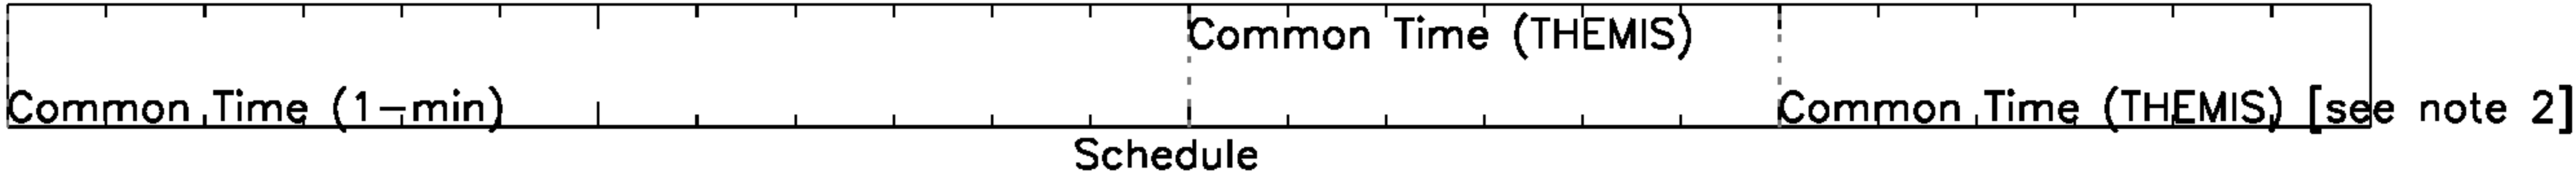 Common Time (THEMIS)
Common Time (1-min)
Common Time (THEMIS) [see note 2]
Schedule